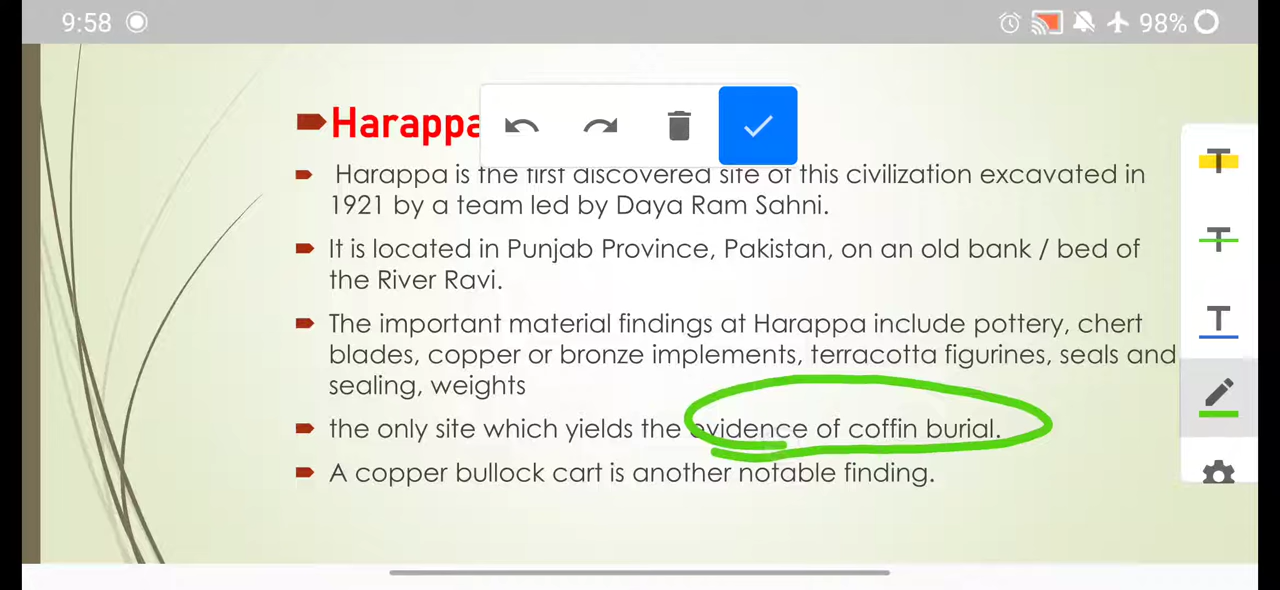 9:58
98%
Harappa
Harappa is the first discovered site of this civilization excavated in
1921 by a team led by Daya Ram Sahni.
It is located in Punjab Province, Pakistan, on an old bank / bed of
the River Ravi.
The important material findings at Harappa include pottery, chert
blades, copper or bronze implements, terracotta figurines, seals and
sealing, weights
the only site which yields the evidence of coffin burial.
A copper bullock cart is another notable finding.
T
T
T